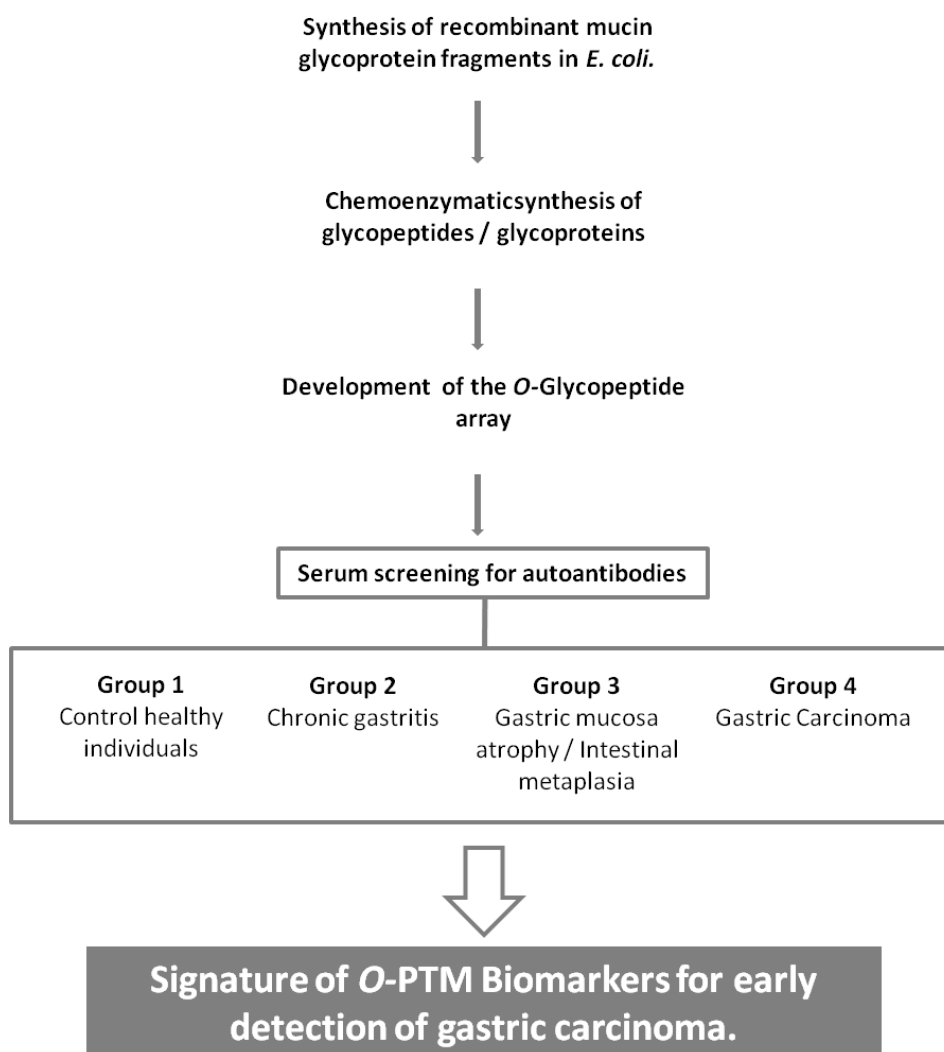 Synthesis of recombinant mucin
glycoprotein fragments in E. coli.
Chemoenzymaticsynthesis of
glycopeptides / glycoproteins
Development of the O-Glycopeptide
array
Serum screening for autoantibodies
Group 1
Control healthy
individuals
Group 2
Chronic gastritis
Group 3
Gastric mucosa
atrophy / Intestinal
metaplasia
Group 4
Gastric Carcinoma
Signature of O-PTM Biomarkers for early
detection of gastric carcinoma.